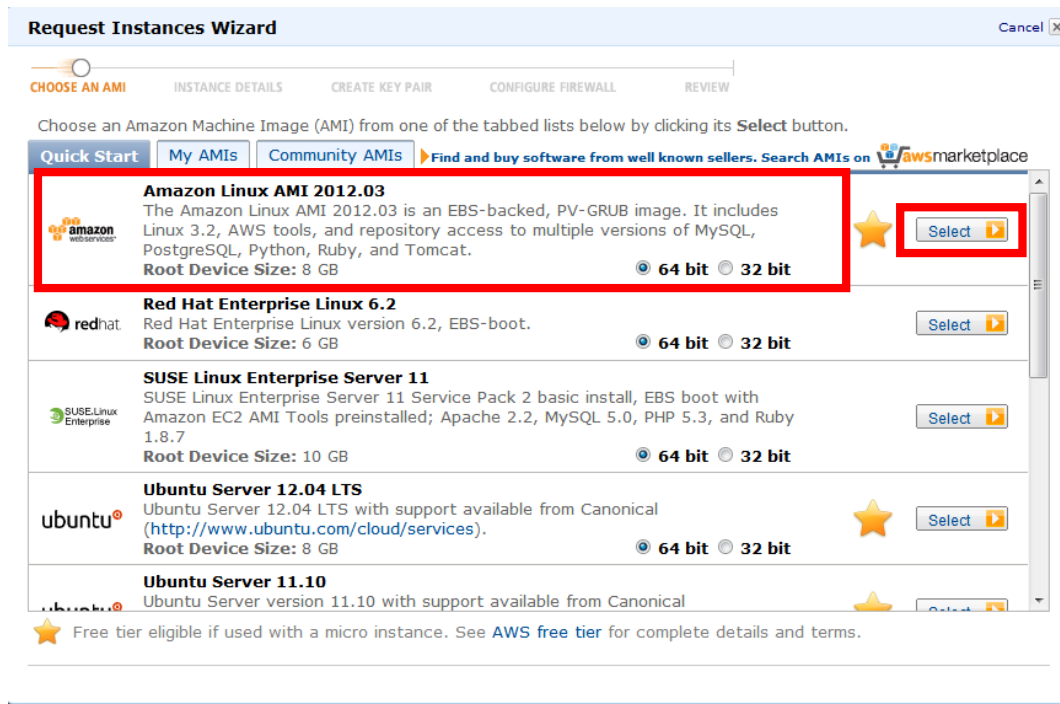 Request Instances Wizard
Cancel
CHOOSE AN AMI INSTANCE DETAILS CREATE KEY PAIR CONFIGURE FIREWALL REVIEW
Choose an Amazon Machine Image (AMI) from one of the tabbed lists below by clicking its Select button.
Quick Start My AMIs Community AMIs Find and buy software from well known sellers. Search AMIs on awsmarketplace
Amazon Linux AMI 2012.03
amazon
webservices
The Amazon Linux AMI 2012.03 is an EBS-backed, PV-GRUB image. It includes
Linux 3.2, AWS tools, and repository access to multiple versions of MySQL,
PostgreSQL, Python, Ruby, and Tomcat.
Root Device Size: 8 GB
64 bit 32 bit
Select
Red Hat Enterprise Linux 6.2
redhat.
Red Hat Enterprise Linux version 6.2, EBS-boot.
Root Device Size: 6 GB
64 bit 32 bit
Select
SUSE Linux Enterprise Server 11
SUSE.Linux
Enterprise
SUSE Linux Enterprise Server 11 Service Pack 2 basic install, EBS boot with
Amazon EC2 AMI Tools preinstalled; Apache 2.2, MySQL 5.0, PHP 5.3, and Ruby
1.8.7
Root Device Size: 10 GB
64 bit 32 bit
Select
Ubuntu Server 12.04 LTS
ubuntu
Ubuntu Server 12.04 LTS with support available from Canonical
(http://www.ubuntu.com/cloud/services).
Root Device Size: 8 GB
64 bit 32 bit
Select
Ubuntu Server 11.10
ubuntu
Ubuntu Server version 11.10 with support available from Canonical
Select
Free tier eligible if used with a micro instance. See AWS free tier for complete details and terms.